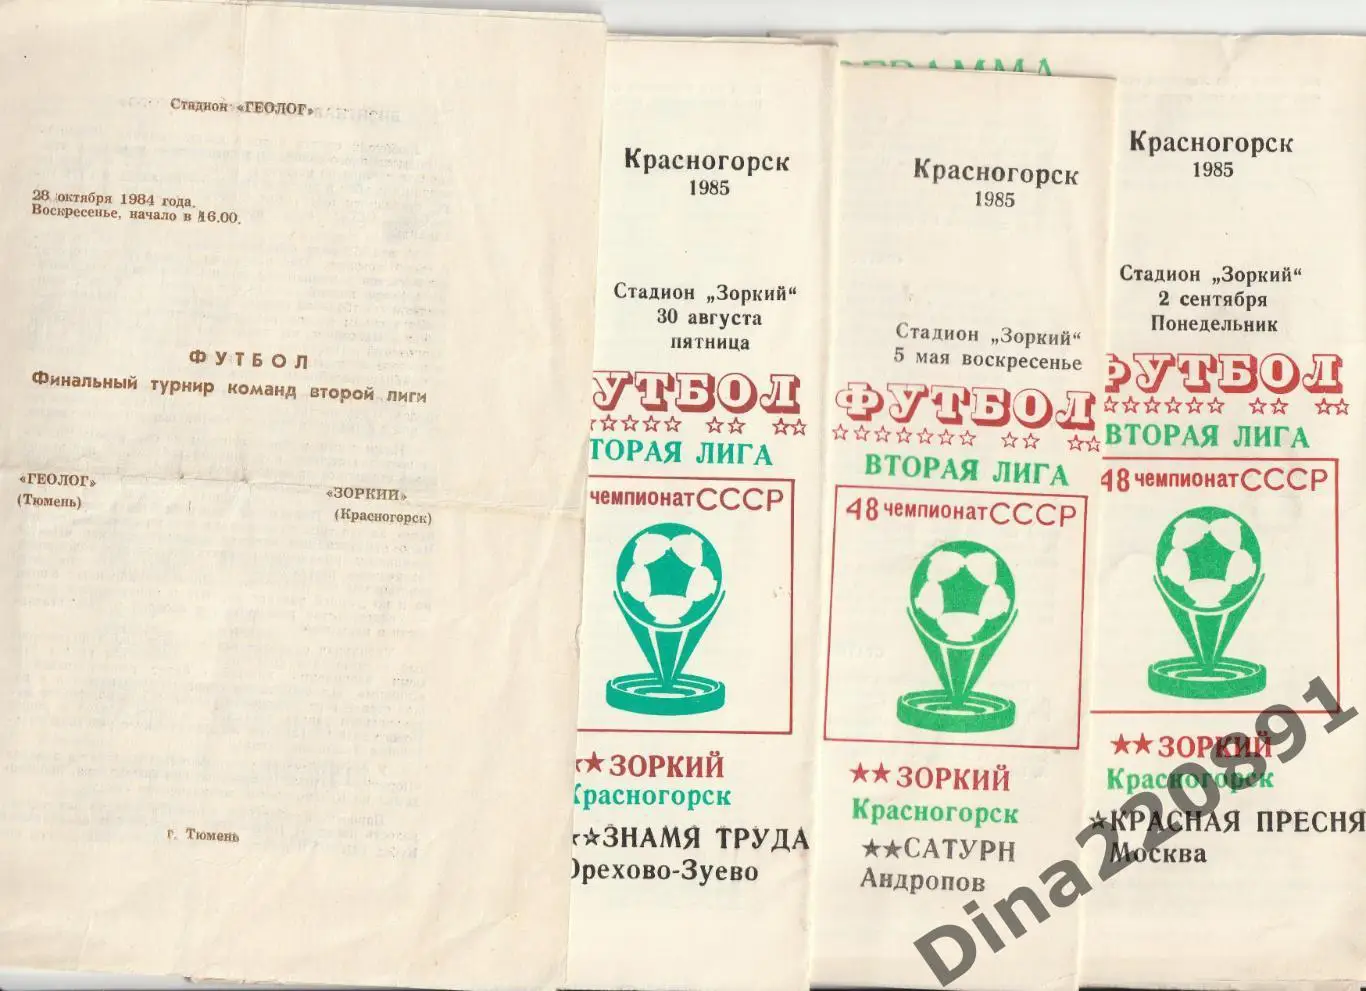 Стадион «ГЕОЛОГ»
28 октября 1984 года.
Воскресенье, начало в 16.00.
ФУТБОЛ
Финальный турнир команд второй лиги
«ГЕОЛОГ»
(Тюмень)
«ЗОРКИЙ»
(Красногорск)
г. Тюмень
Красногорск
1985
Стадион „Зоркий“
30 августа
пятница
УТБОЛ
ТОРАЯ ЛИГА
чемпионат СССР
★★ ЗОРКИЙ
Красногорск
☆☆ ЗНАМЯ ТРУДА
Орехово-Зуево
Красногорск
1985
Стадион „Зоркий“
5 мая воскресенье
ФУТБОЛ
ВТОРАЯ ЛИГА
48 чемпионат СССР
★★ ЗОРКИЙ
Красногорск
★★ САТУРН
Андропов
ОГРАММА
Красногорск
1985
Стадион „Зоркий“
2 сентября
Понедельник
ФУТБОЛ
ВТОРАЯ ЛИГА
48 чемпионат СССР
★★ ЗОРКИЙ
Красногорск
☆ КРАСНАЯ ПРЕСНЯ
Москва
Dina220891